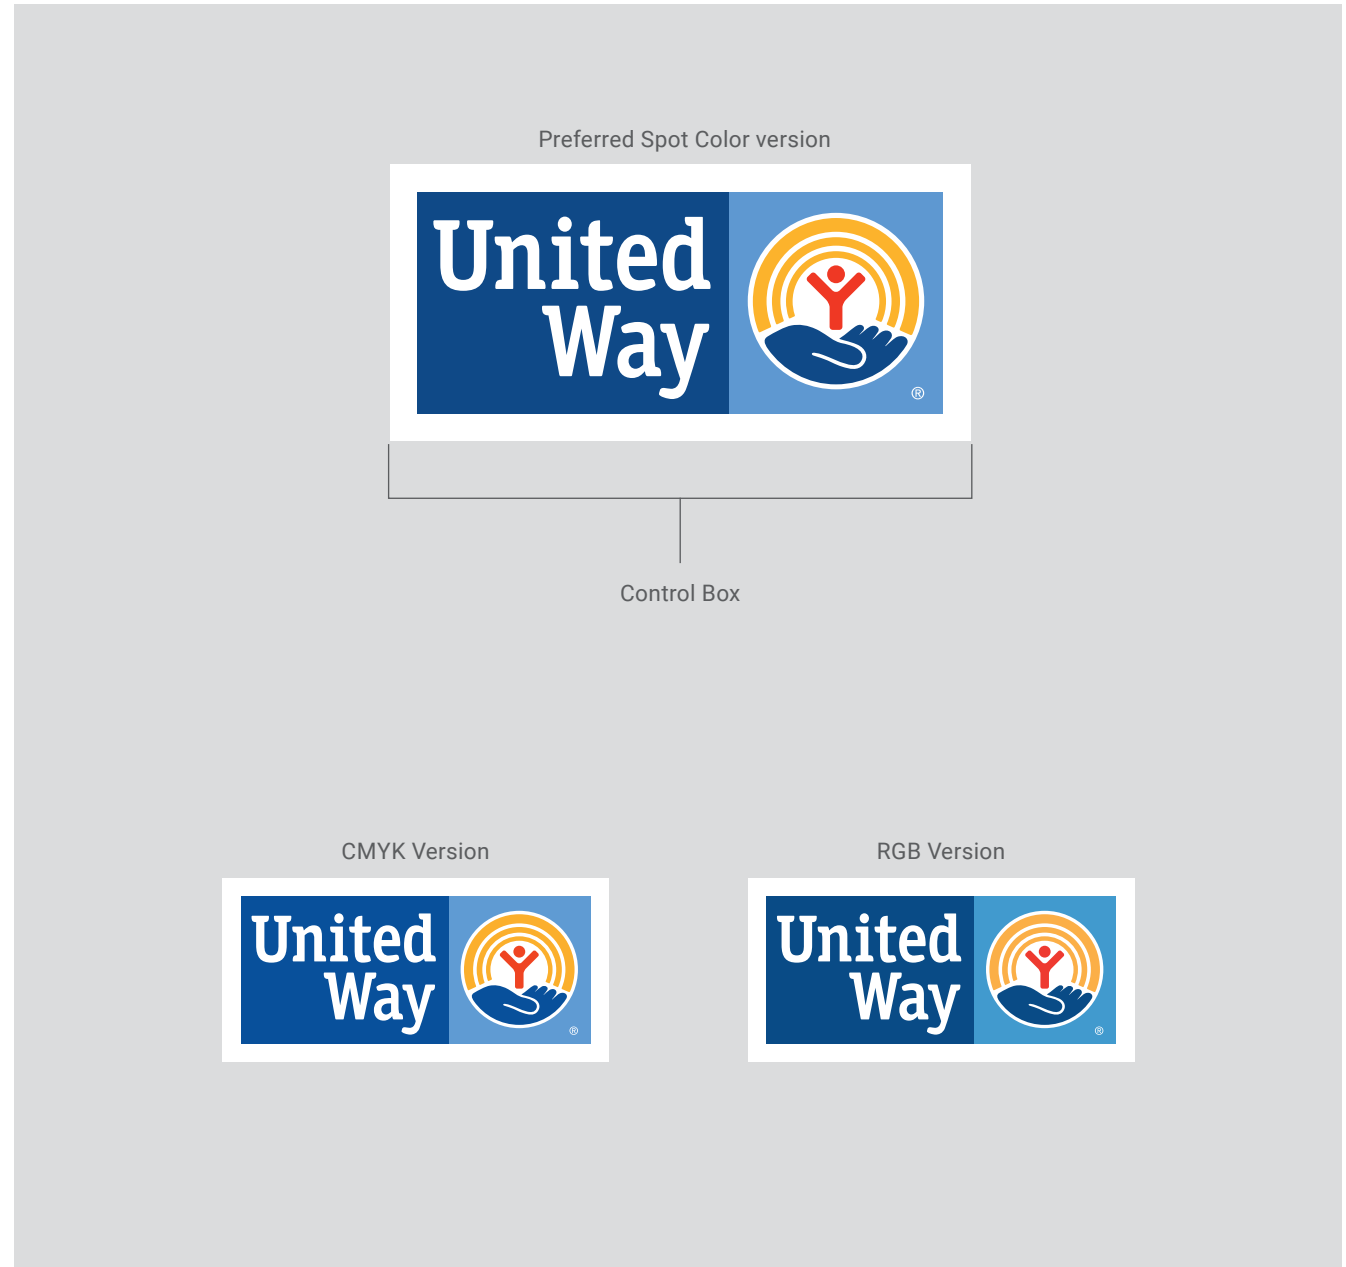 Preferred Spot Color version
United
Way
®
Control Box
CMYK Version
United
Way
®
RGB Version
United
Way
®